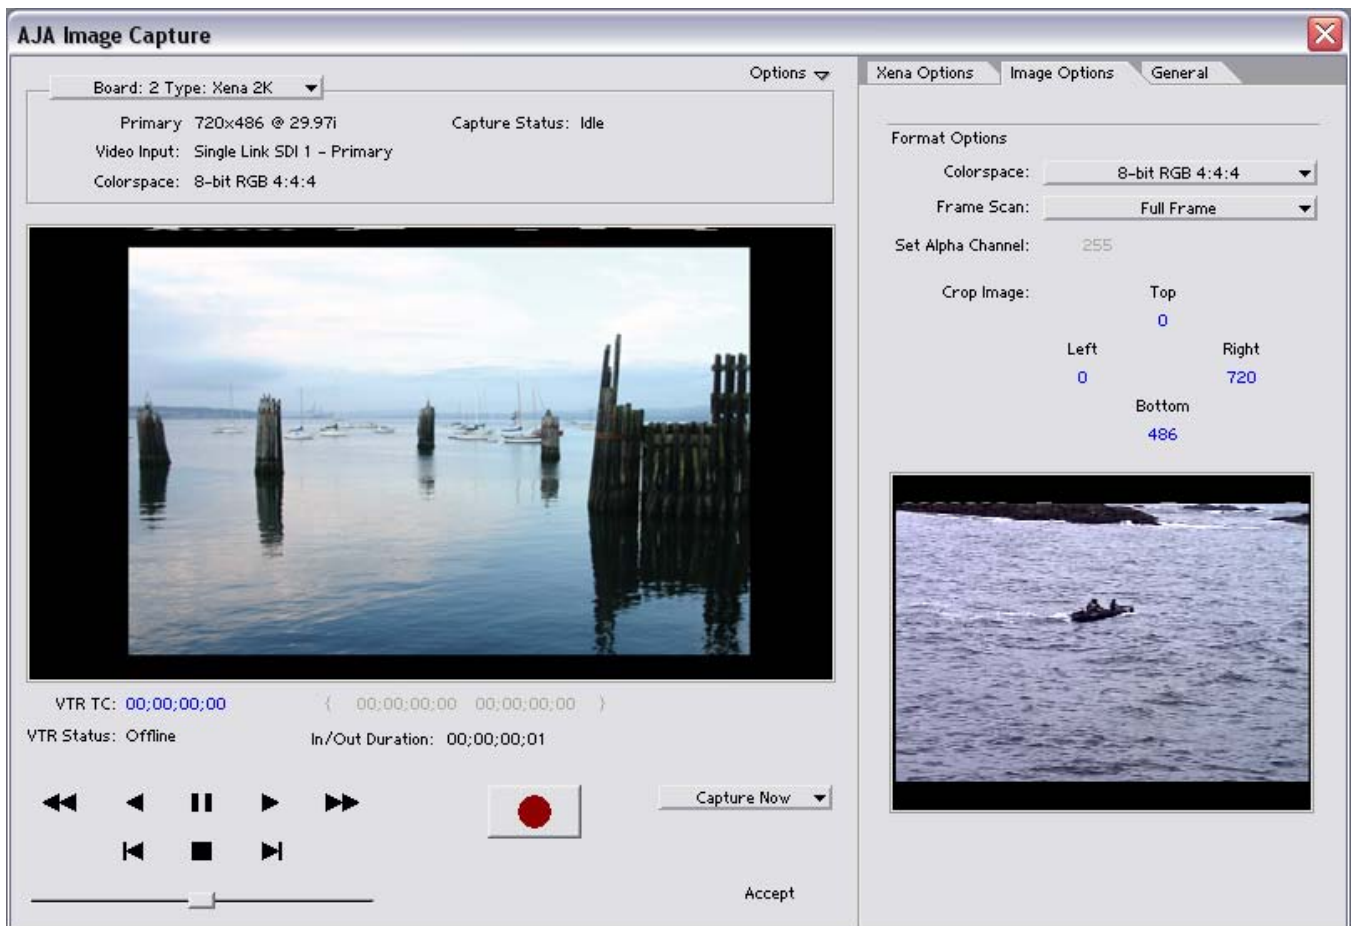 AJA Image Capture
Options
Board: 2 Type: Xena 2K
Primary 720x486 @ 29.97i
Capture Status: Idle
Video Input: Single Link SDI 1 - Primary
Colorspace: 8-bit RGB 4:4:4
VTR TC: 00;00;00;00
{ 00;00;00;00 00;00;00;00 }
VTR Status: Offline
In/Out Duration: 00;00;00;01
Capture Now
Accept
Xena Options
Image Options
General
Format Options
Colorspace: 8-bit RGB 4:4:4
Frame Scan: Full Frame
Set Alpha Channel: 255
Crop Image:
Top
0
Left Right
0 720
Bottom
486